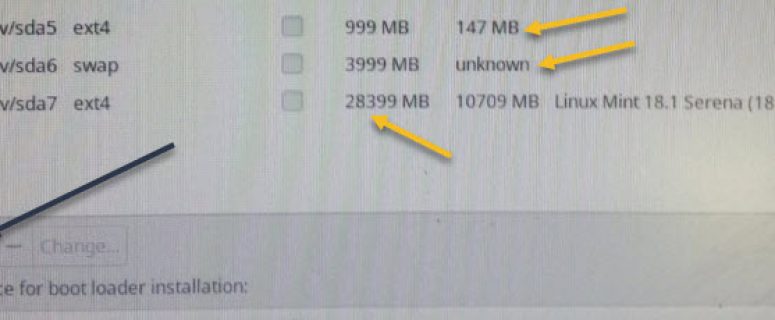 v/sda5 ext4 999 MB 147 MB
v/sda6 swap 3999 MB unknown
v/sda7 ext4 28399 MB 10709 MB Linux Mint 18.1 Serena (18
— Change...
ce for boot loader installation: